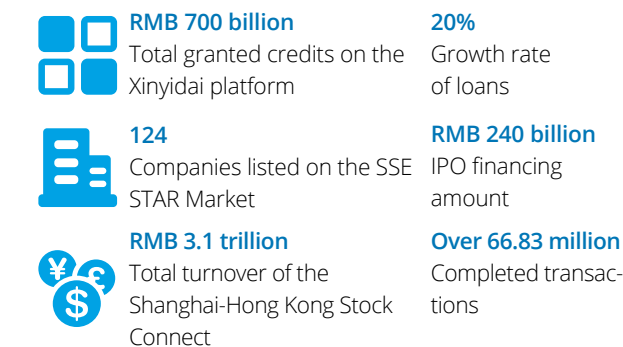 RMB 700 billion
Total granted credits on the
Xinyidai platform
20%
Growth rate
of loans
124
Companies listed on the SSE
STAR Market
RMB 240 billion
IPO financing
amount
RMB 3.1 trillion
Total turnover of the
Shanghai-Hong Kong Stock
Connect
Over 66.83 million
Completed transac-
tions
¥
£
$